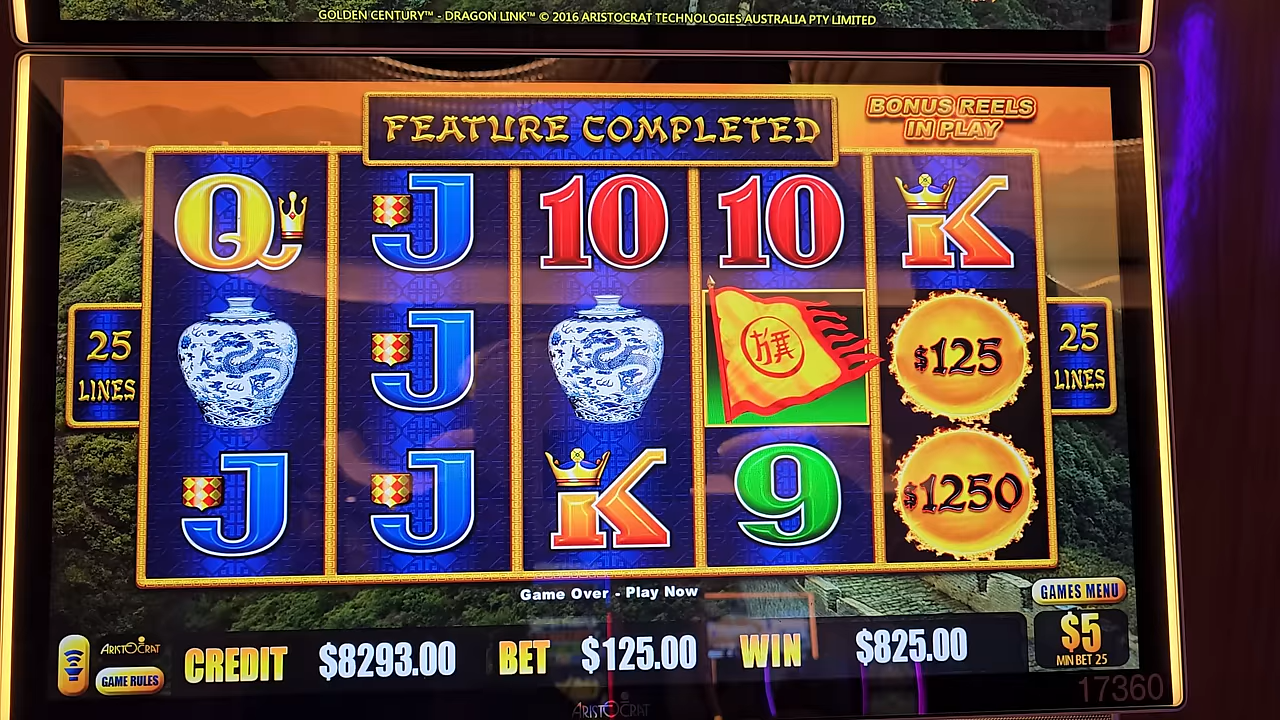 GOLDEN CENTURY™ - DRAGON LINK™ © 2016 ARISTOCRAT TECHNOLOGIES AUSTRALIA PTY LIMITED
FEATURE COMPLETED
BONUS REELS
IN PLAY
Q J 10 10 K
25
LINES
J
旗
$125
25
LINES
J J K 9 $1250
Game Over - Play Now
GAMES MENU
ARISTOCRAT
GAME RULES
CREDIT $8293.00 BET $125.00 WIN $825.00
$5
MIN BET 25
17360
ARISTOCRAT